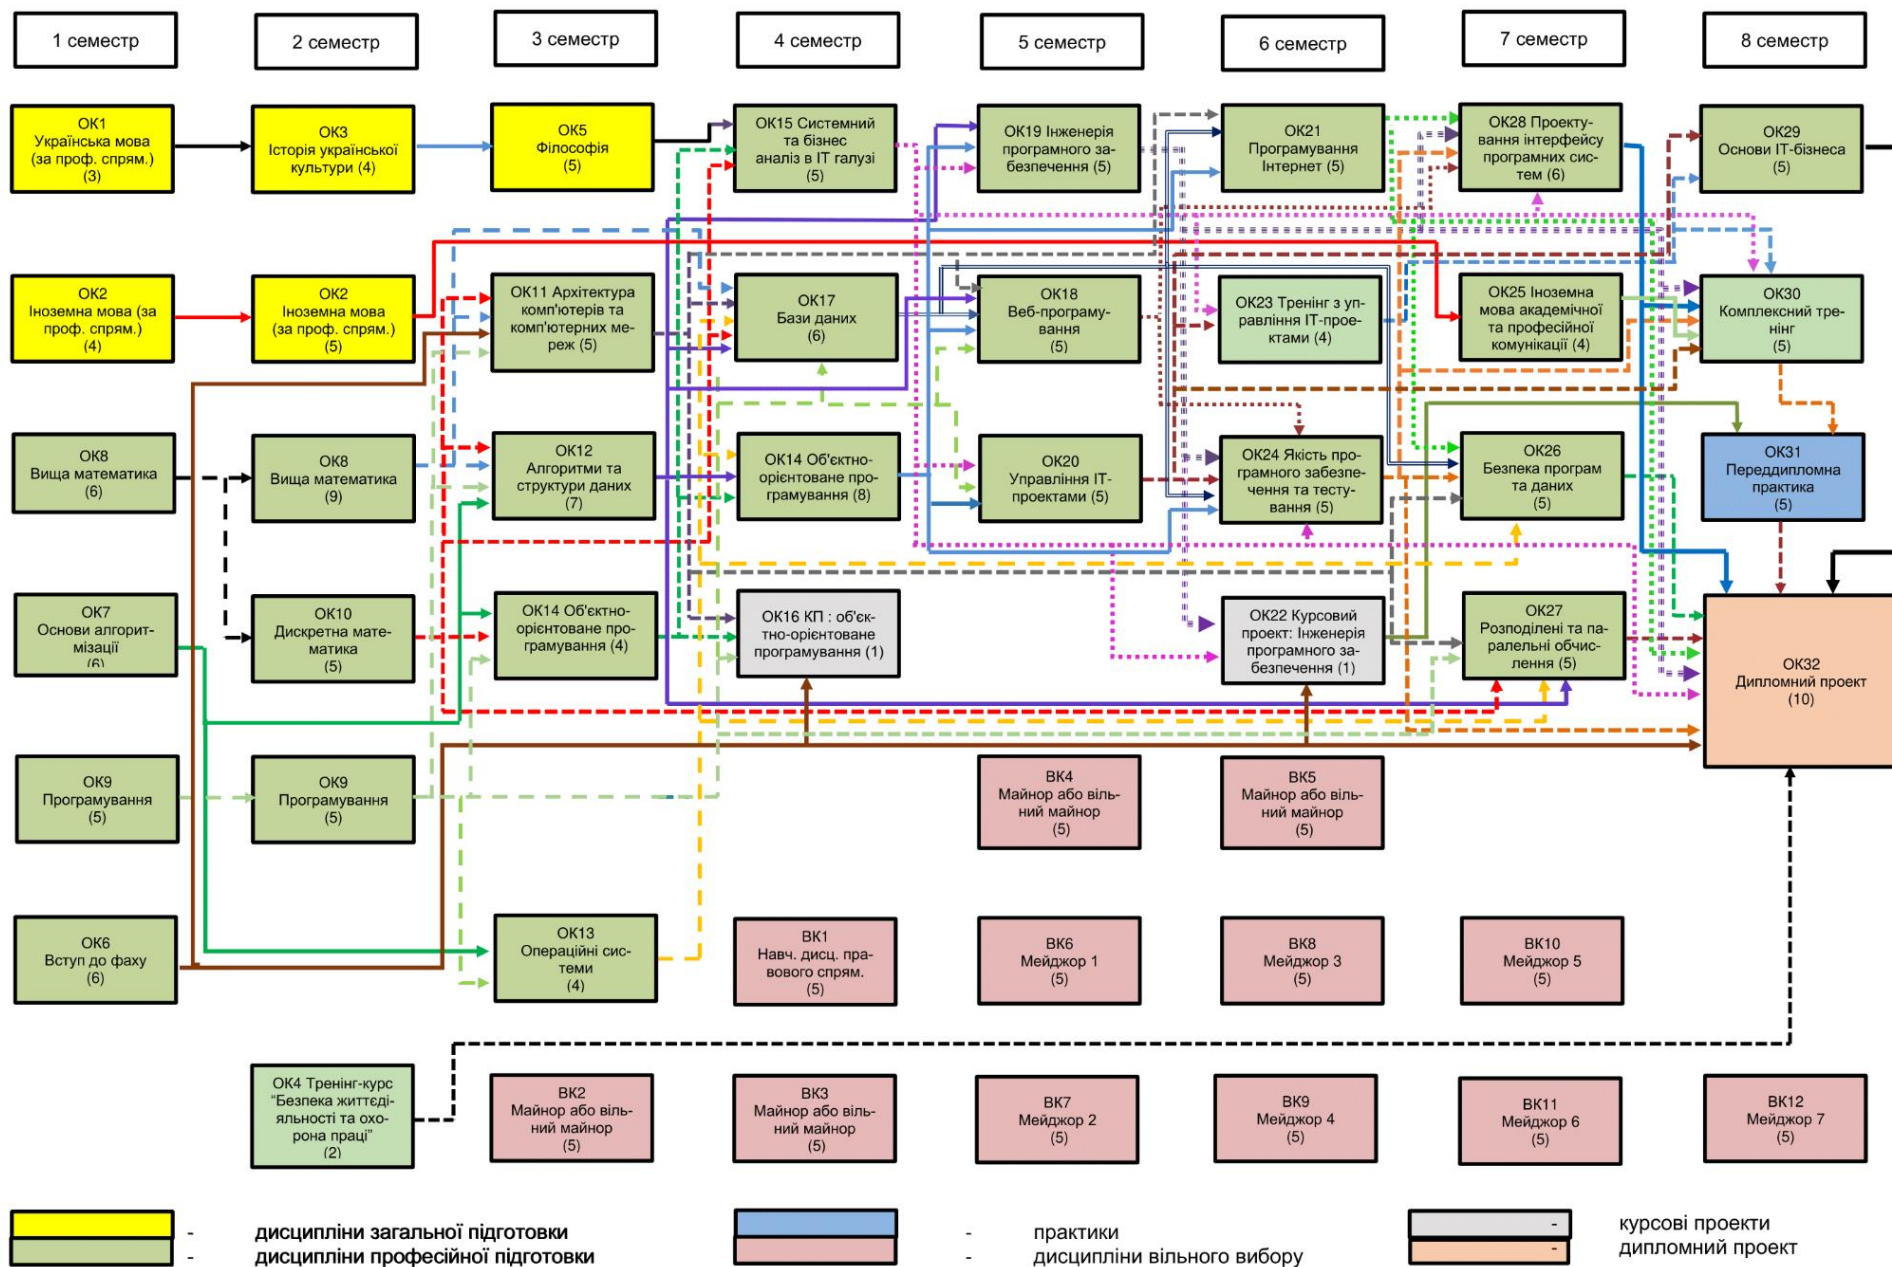 1 семестр
2 семестр
3 семестр
4 семестр
5 семестр
6 семестр
7 семестр
8 семестр
ОК1
Українська мова
(за проф. спрям.)
(3)
ОК3
Історія української
культури (4)
ОК5
Філософія
(5)
ОК15 Системний
та бізнес
аналіз в ІТ галузі
(5)
ОК19 Інженерія
програмного за-
безпечення (5)
ОК21
Програмування
Інтернет (5)
ОК28 Проекту-
вання інтерфейсу
програмних сис-
тем (6)
ОК29
Основи ІТ-бізнеса
(5)
ОК2
Іноземна мова (за
проф. спрям.)
(4)
ОК2
Іноземна мова
(за проф. спрям.)
(5)
ОК11 Архітектура
комп'ютерів та
комп'ютерних ме-
реж (5)
ОК17
Бази даних
(6)
ОК18
Веб-програму-
вання
(5)
ОК23 Тренінг з уп-
равління ІТ-прое-
ктами (4)
ОК25 Іноземна
мова академічної
та професійної
комунікації (4)
ОК30
Комплексний тре-
нінг
(5)
ОК8
Вища математика
(6)
ОК8
Вища математика
(9)
ОК12
Алгоритми та
структури даних
(7)
ОК14 Об'єктно-
орієнтоване про-
грамування (8)
ОК20
Управління ІТ-
проектами (5)
ОК24 Якість про-
грамного забезпе-
чення та тесту-
вання (5)
ОК26
Безпека програм
та даних
(5)
ОК31
Переддипломна
практика
(5)
ОК7
Основи алгорит-
мізації
(6)
ОК10
Дискретна мате-
матика
(5)
ОК14 Об'єктно-
орієнтоване про-
грамування (4)
ОК16 КП : об'єк-
тно-орієнтоване
програмування (1)
ОК22 Курсовий
проект: Інженерія
програмного за-
безпечення (1)
ОК27
Розподілені та па-
ралельні обчис-
лення (5)
ОК32
Дипломний проект
(10)
ОК9
Програмування
(5)
ОК9
Програмування
(5)
ВК4
Майнор або віль-
ний майнор
(5)
ВК5
Майнор або віль-
ний майнор
(5)
ОК6
Вступ до фаху
(6)
ОК13
Операційні сис-
теми
(4)
ВК1
Навч. дисц. пра-
вового спрям.
(5)
ВК6
Мейджор 1
(5)
ВК8
Мейджор 3
(5)
ВК10
Мейджор 5
(5)
ОК4 Тренінг-курс
“Безпека життєді-
яльності та охо-
рона праці”
(2)
ВК2
Майнор або віль-
ний майнор
(5)
ВК3
Майнор або віль-
ний майнор
(5)
ВК7
Мейджор 2
(5)
ВК9
Мейджор 4
(5)
ВК11
Мейджор 6
(5)
ВК12
Мейджор 7
(5)
- дисципліни загальної підготовки
- дисципліни професійної підготовки
- практики
- дисципліни вільного вибору
- курсові проекти
- дипломний проект